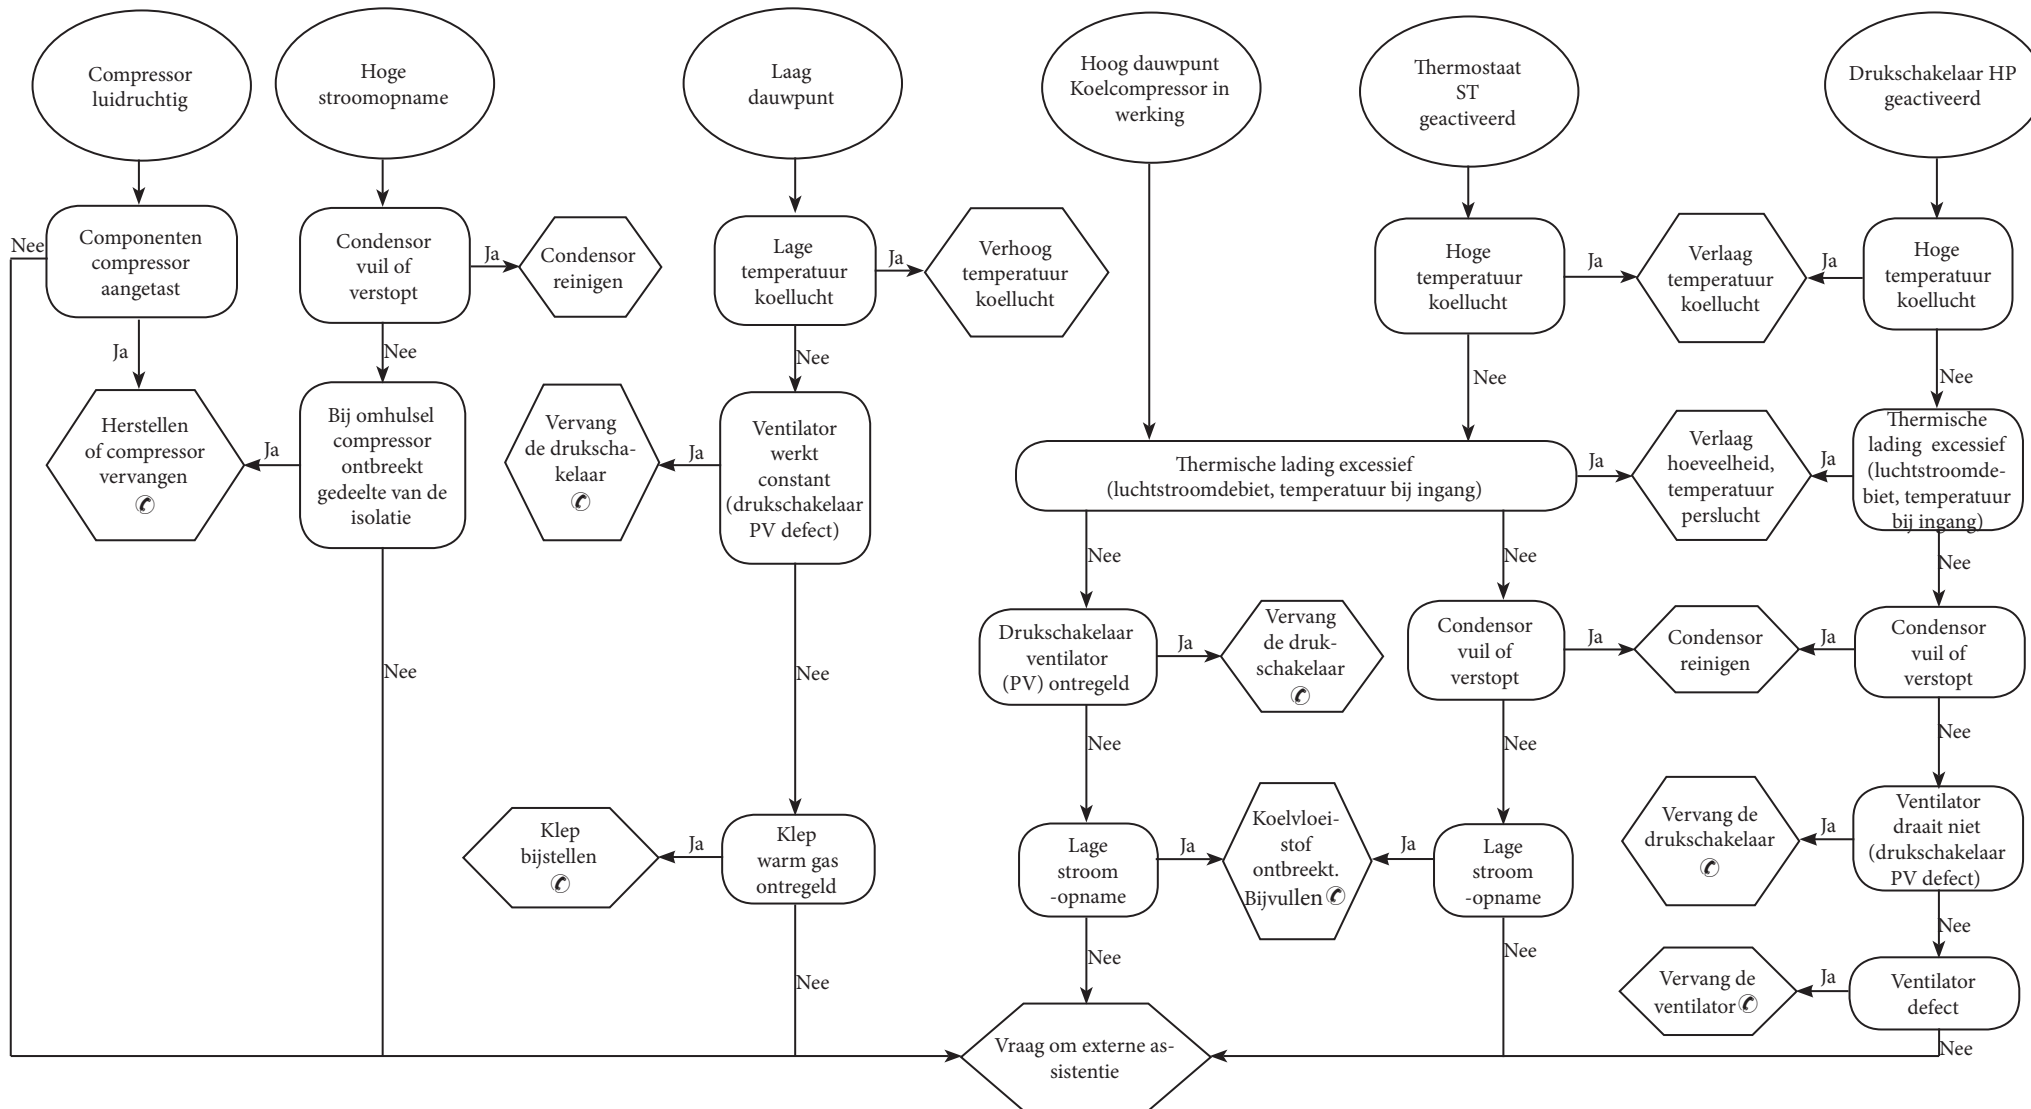 Compressor
luidruchtig
Hoge
stroomopname
Laag
dauwpunt
Hoog dauwpunt
Koelcompressor in
werking
Thermostaat
ST
geactiveerd
Drukschakelaar HP
geactiveerd
Nee
Componenten
compressor
aangetast
Condensor
vuil of
verstopt
Ja
Condensor
reinigen
Lage
temperatuur
koellucht
Ja
Verhoog
temperatuur
koellucht
Hoge
temperatuur
koellucht
Ja
Verlaag
temperatuur
koellucht
Ja
Hoge
temperatuur
koellucht
Ja
Nee
Nee
Nee
Nee
Herstellen
of compressor
vervangen
Ja
Bij omhulsel
compressor
ontbreekt
gedeelte van de
isolatie
Vervang
de drukscha-
kelaar
Ja
Ventilator
werkt
constant
(drukschakelaar
PV defect)
Thermische lading excessief
(luchtstroomdebiet, temperatuur bij ingang)
Ja
Verlaag
hoeveelheid,
temperatuur
perslucht
Ja
Thermische
lading excessief
(luchtstroomde-
biet, temperatuur
bij ingang)
Nee
Nee
Nee
Nee
Nee
Drukschakelaar
ventilator
(PV) ontregeld
Ja
Vervang
de druk-
schakelaar
Condensor
vuil of
verstopt
Ja
Condensor
reinigen
Ja
Condensor
vuil of
verstopt
Nee
Nee
Nee
Klep
bijstellen
Ja
Klep
warm gas
ontregeld
Lage
stroom
-opname
Ja
Koelvloei-
stof
ontbreekt.
Bijvullen
Ja
Lage
stroom
-opname
Vervang de
drukschakelaar
Ja
Ventilator
draait niet
(drukschakelaar
PV defect)
Nee
Nee
Nee
Nee
Nee
Vervang de
ventilator
Ja
Ventilator
defect
Nee
Vraag om externe as-
sistentie